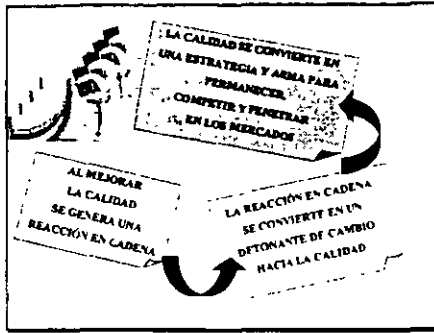 LA CALIDAD SE CONVIERTE EN
UNA ESTRATEGIA Y ARMA PARA
PERMANECER,
COMPETIR Y PENETRAR
EN LOS MERCADOS
AL MEJORAR
LA CALIDAD
SE GENERA UNA
REACCIÓN EN CADENA
LA REACCIÓN EN CADENA
SE CONVIERTE EN UN
DETONANTE DE CAMBIO
HACIA LA CALIDAD